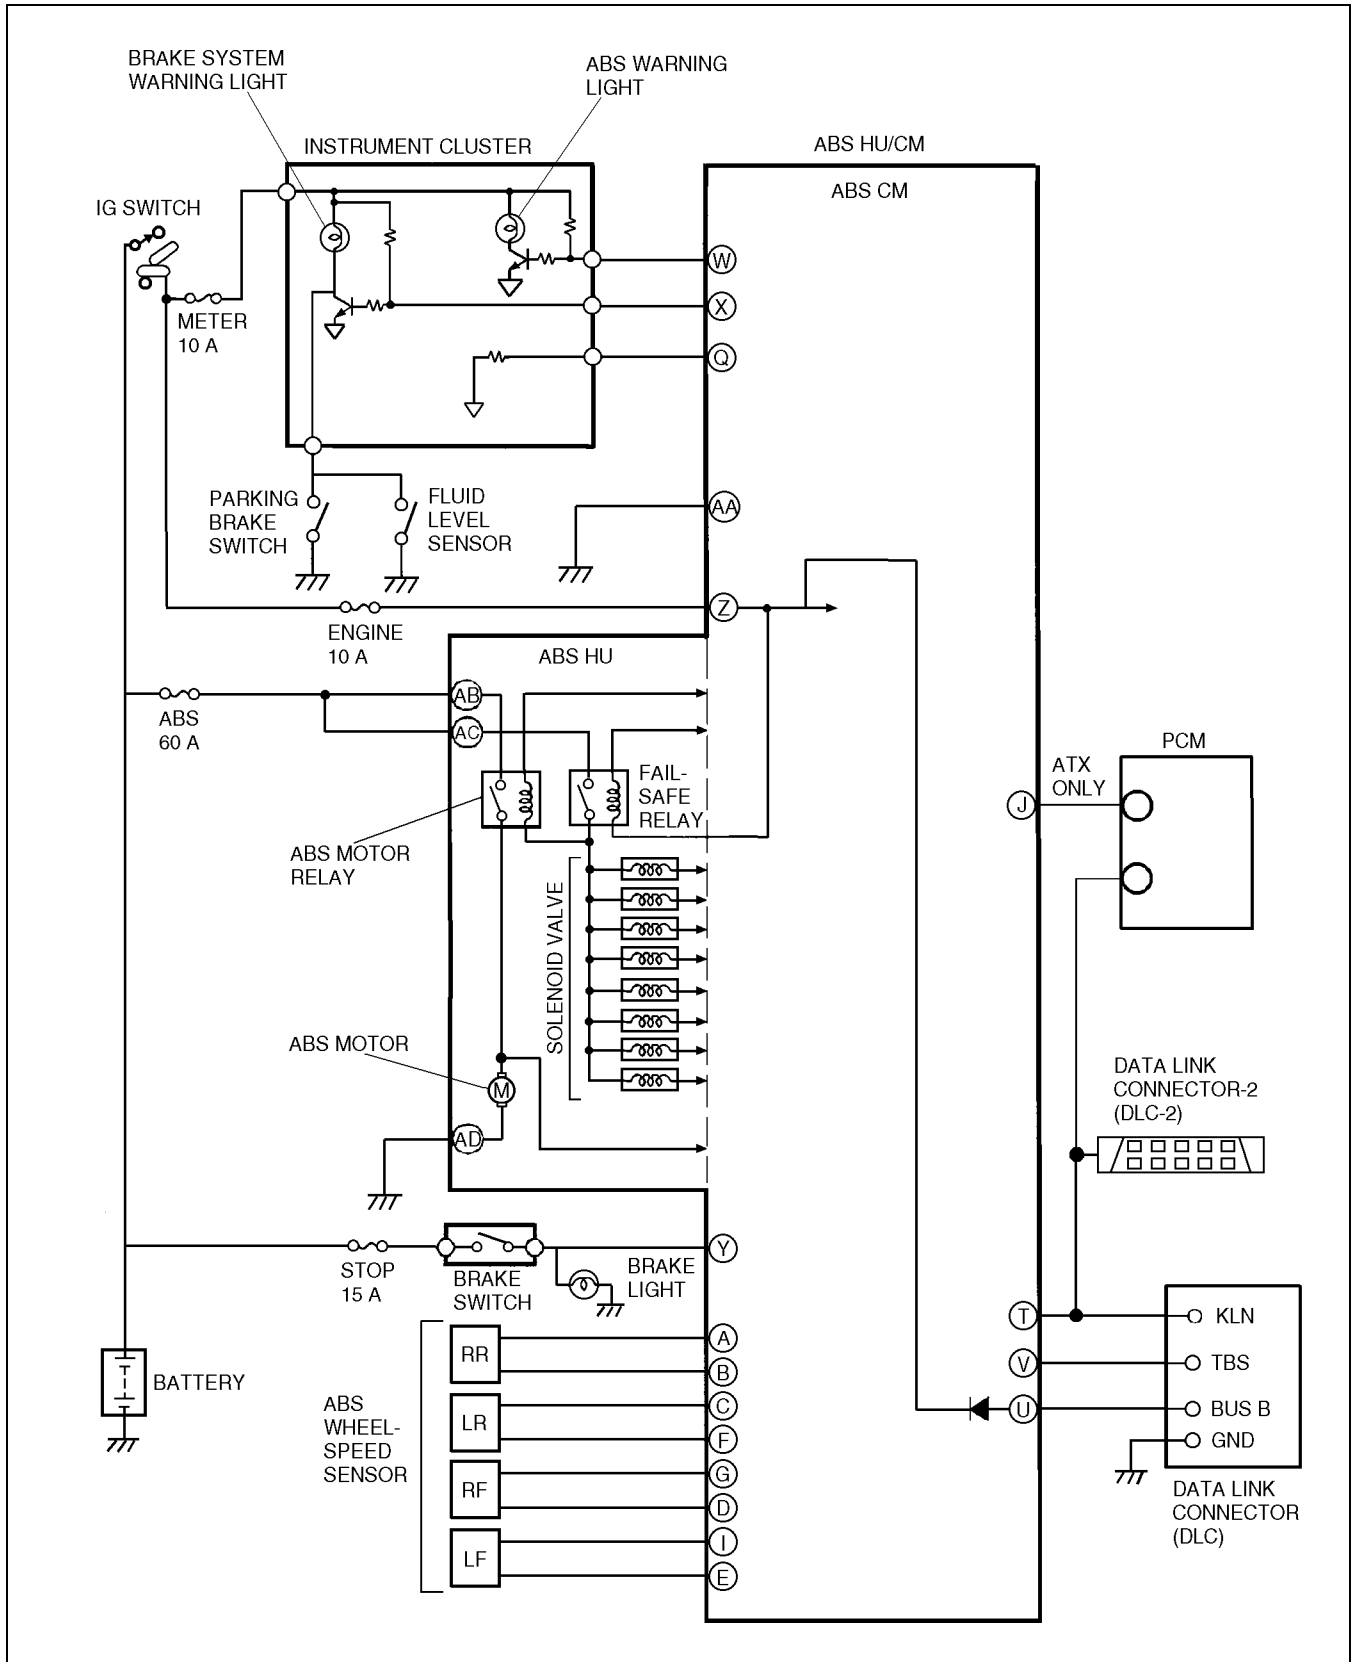 BRAKE SYSTEM
WARNING LIGHT
ABS WARNING
LIGHT
INSTRUMENT CLUSTER
ABS HU/CM
ABS CM
IG SWITCH
METER
10 A
W
X
Q
PARKING
BRAKE
SWITCH
FLUID
LEVEL
SENSOR
AA
Z
ENGINE
10 A
ABS HU
ABS
60 A
AB
AC
FAIL-
SAFE
RELAY
ABS MOTOR
RELAY
SOLENOID VALVE
ABS MOTOR
M
AD
PCM
ATX
ONLY
J
DATA LINK
CONNECTOR-2
(DLC-2)
STOP
15 A
BRAKE
SWITCH
BRAKE
LIGHT
Y
BATTERY
ABS
WHEEL-
SPEED
SENSOR
RR
LR
RF
LF
A
B
C
F
G
D
I
E
T
V
U
KLN
TBS
BUS B
GND
DATA LINK
CONNECTOR
(DLC)